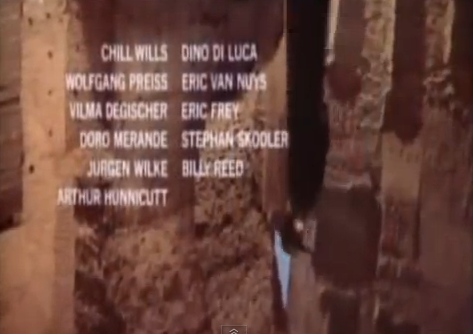 CHILL WILLS DINO DI LUCA
WOLFGANG PREISS ERIC VAN NUYS
VILMA DEGISCHER ERIC FREY
DORO MERANDE STEPHAN SKODLER
JURGEN WILKE BILLY REED
ARTHUR HUNNICUTT